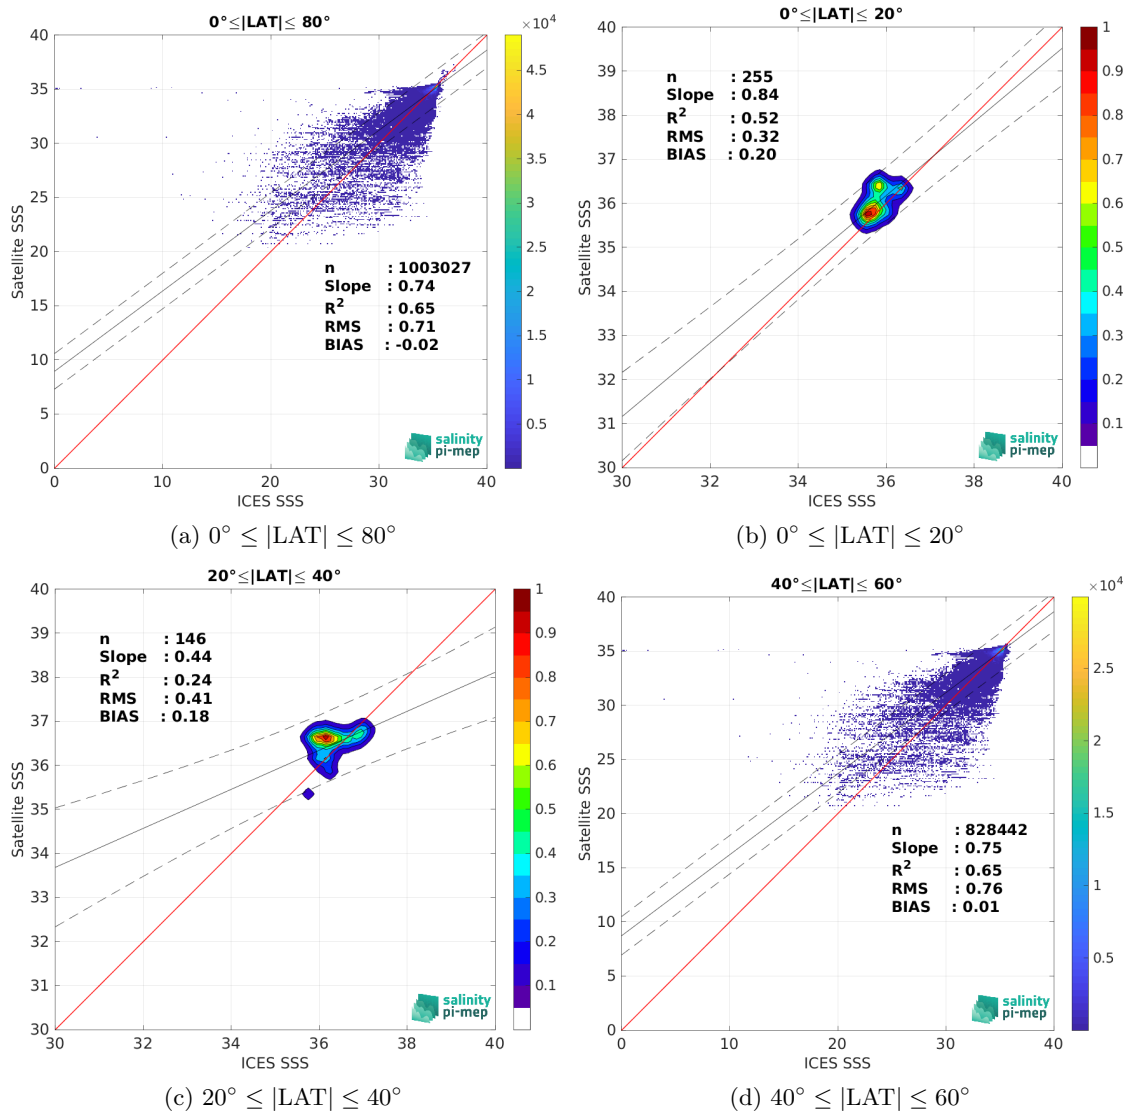 0°≤|LAT|≤ 80°
×10⁴
40
35
30
25
20
15
10
5
0
0
10
20
30
40
4.5
4
3.5
3
2.5
2
1.5
1
0.5
Satellite SSS
ICES SSS
n : 1003027
Slope : 0.74
R² : 0.65
RMS : 0.71
BIAS : -0.02
salinity
pi-mep
(a) 0° ≤ |LAT| ≤ 80°
0°≤|LAT|≤ 20°
40
39
38
37
36
35
34
33
32
31
30
30
32
34
36
38
40
1
0.9
0.8
0.7
0.6
0.5
0.4
0.3
0.2
0.1
Satellite SSS
ICES SSS
n : 255
Slope : 0.84
R² : 0.52
RMS : 0.32
BIAS : 0.20
salinity
pi-mep
(b) 0° ≤ |LAT| ≤ 20°
20°≤|LAT|≤ 40°
40
39
38
37
36
35
34
33
32
31
30
30
32
34
36
38
40
1
0.9
0.8
0.7
0.6
0.5
0.4
0.3
0.2
0.1
Satellite SSS
ICES SSS
n : 146
Slope : 0.44
R² : 0.24
RMS : 0.41
BIAS : 0.18
salinity
pi-mep
(c) 20° ≤ |LAT| ≤ 40°
40°≤|LAT|≤ 60°
×10⁴
40
35
30
25
20
15
10
5
0
0
10
20
30
40
2.5
2
1.5
1
0.5
Satellite SSS
ICES SSS
n : 828442
Slope : 0.75
R² : 0.65
RMS : 0.76
BIAS : 0.01
salinity
pi-mep
(d) 40° ≤ |LAT| ≤ 60°